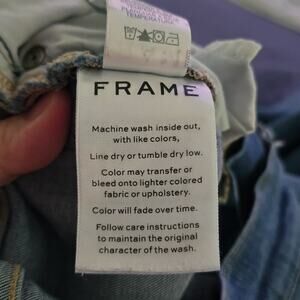 TEMPERATURE
FRAME
Machine wash inside out,
with like colors,
Line dry or tumble dry low.
Color may transfer or
bleed onto lighter colored
fabric or upholstery.
Color will fade over time.
Follow care instructions
to maintain the original
character of the wash.